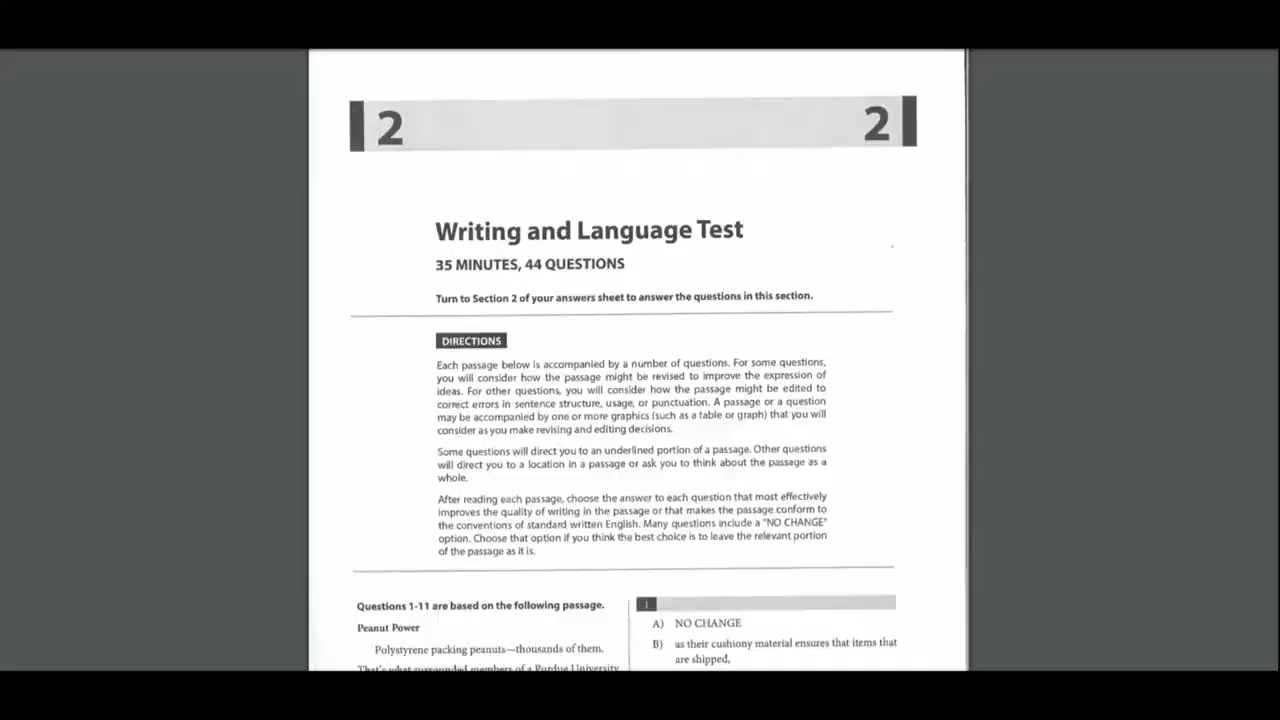 2 2
Writing and Language Test
35 MINUTES, 44 QUESTIONS
Turn to Section 2 of your answers sheet to answer the questions in this section.
DIRECTIONS
Each passage below is accompanied by a number of questions. For some questions,
you will consider how the passage might be revised to improve the expression of
ideas. For other questions, you will consider how the passage might be edited to
correct errors in sentence structure, usage, or punctuation. A passage or a question
may be accompanied by one or more graphics (such as a table or graph) that you will
consider as you make revising and editing decisions.
Some questions will direct you to an underlined portion of a passage. Other questions
will direct you to a location in a passage or ask you to think about the passage as a
whole.
After reading each passage, choose the answer to each question that most effectively
improves the quality of writing in the passage or that makes the passage conform to
the conventions of standard written English. Many questions include a "NO CHANGE"
option. Choose that option if you think the best choice is to leave the relevant portion
of the passage as it is.
Questions 1-11 are based on the following passage.
Peanut Power
Polystyrene packing peanuts—thousands of them.
That's what surrounded members of a Purdue University
1
A) NO CHANGE
B) as their cushiony material ensures that items that
are shipped,